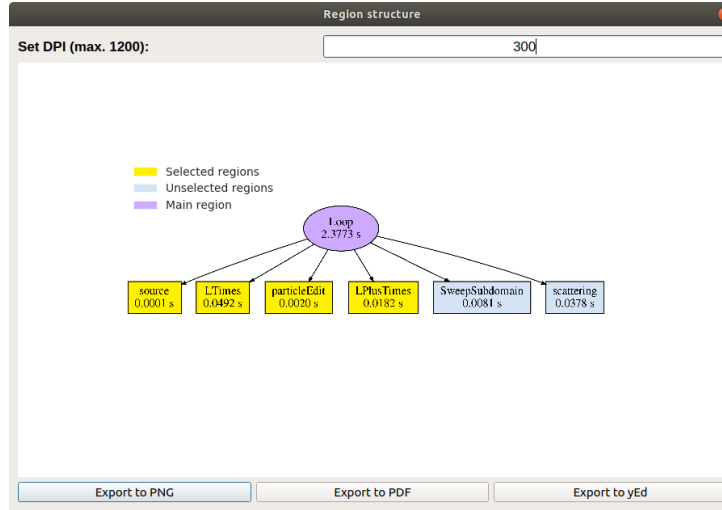 Region structure
Set DPI (max. 1200):
300
Selected regions
Unselected regions
Main region
Loop
2.3773 s
source
0.0001 s
LTimes
0.0492 s
particleEdit
0.0020 s
LPlusTimes
0.0182 s
SweepSubdomain
0.0081 s
scattering
0.0378 s
Export to PNG
Export to PDF
Export to yEd